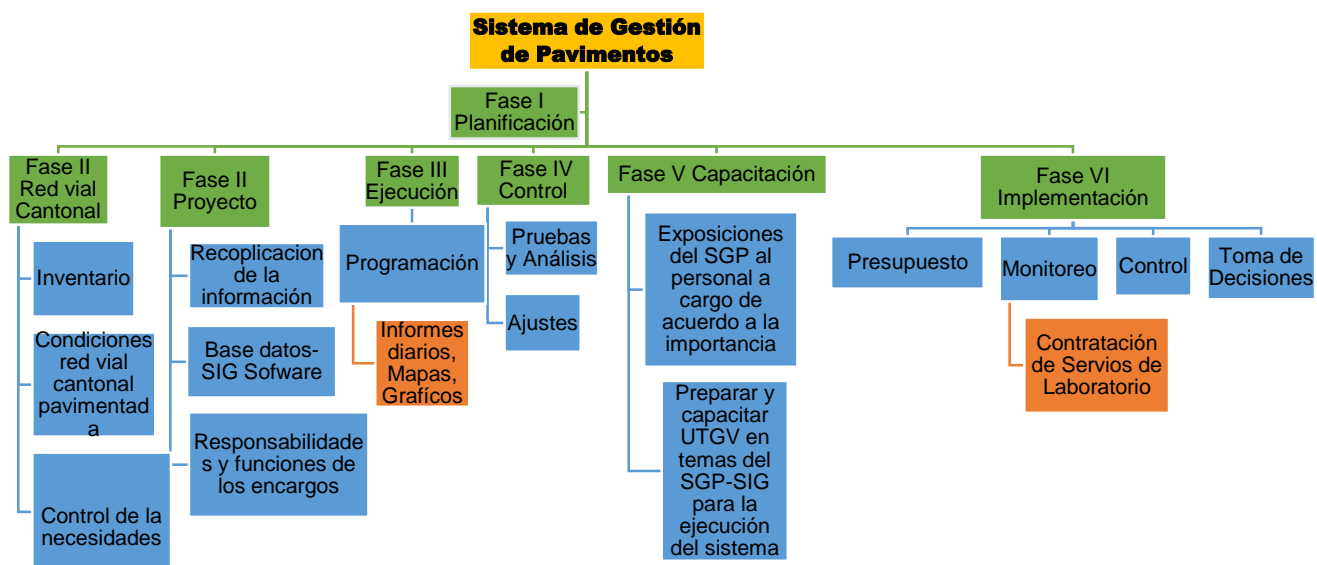 Sistema de Gestión
de Pavimentos
Fase I
Planificación
Fase II
Red vial
Cantonal
Inventario
Condiciones
red vial
cantonal
pavimentad
a
Control de la
necesidades
Fase II
Proyecto
Recoplicacion
de la
información
Base datos-
SIG Sofware
Responsabilidade
s y funciones de
los encargos
Fase III
Ejecución
Programación
Informes
diarios,
Mapas,
Grafícos
Fase IV
Control
Pruebas
y Análisis
Ajustes
Fase V Capacitación
Exposiciones
del SGP al
personal a
cargo de
acuerdo a la
importancia
Preparar y
capacitar
UTGV en
temas del
SGP-SIG
para la
ejecución
del sistema
Fase VI
Implementación
Presupuesto
Monitoreo
Contratación
de Servios de
Laboratorio
Control
Toma de
Decisiones